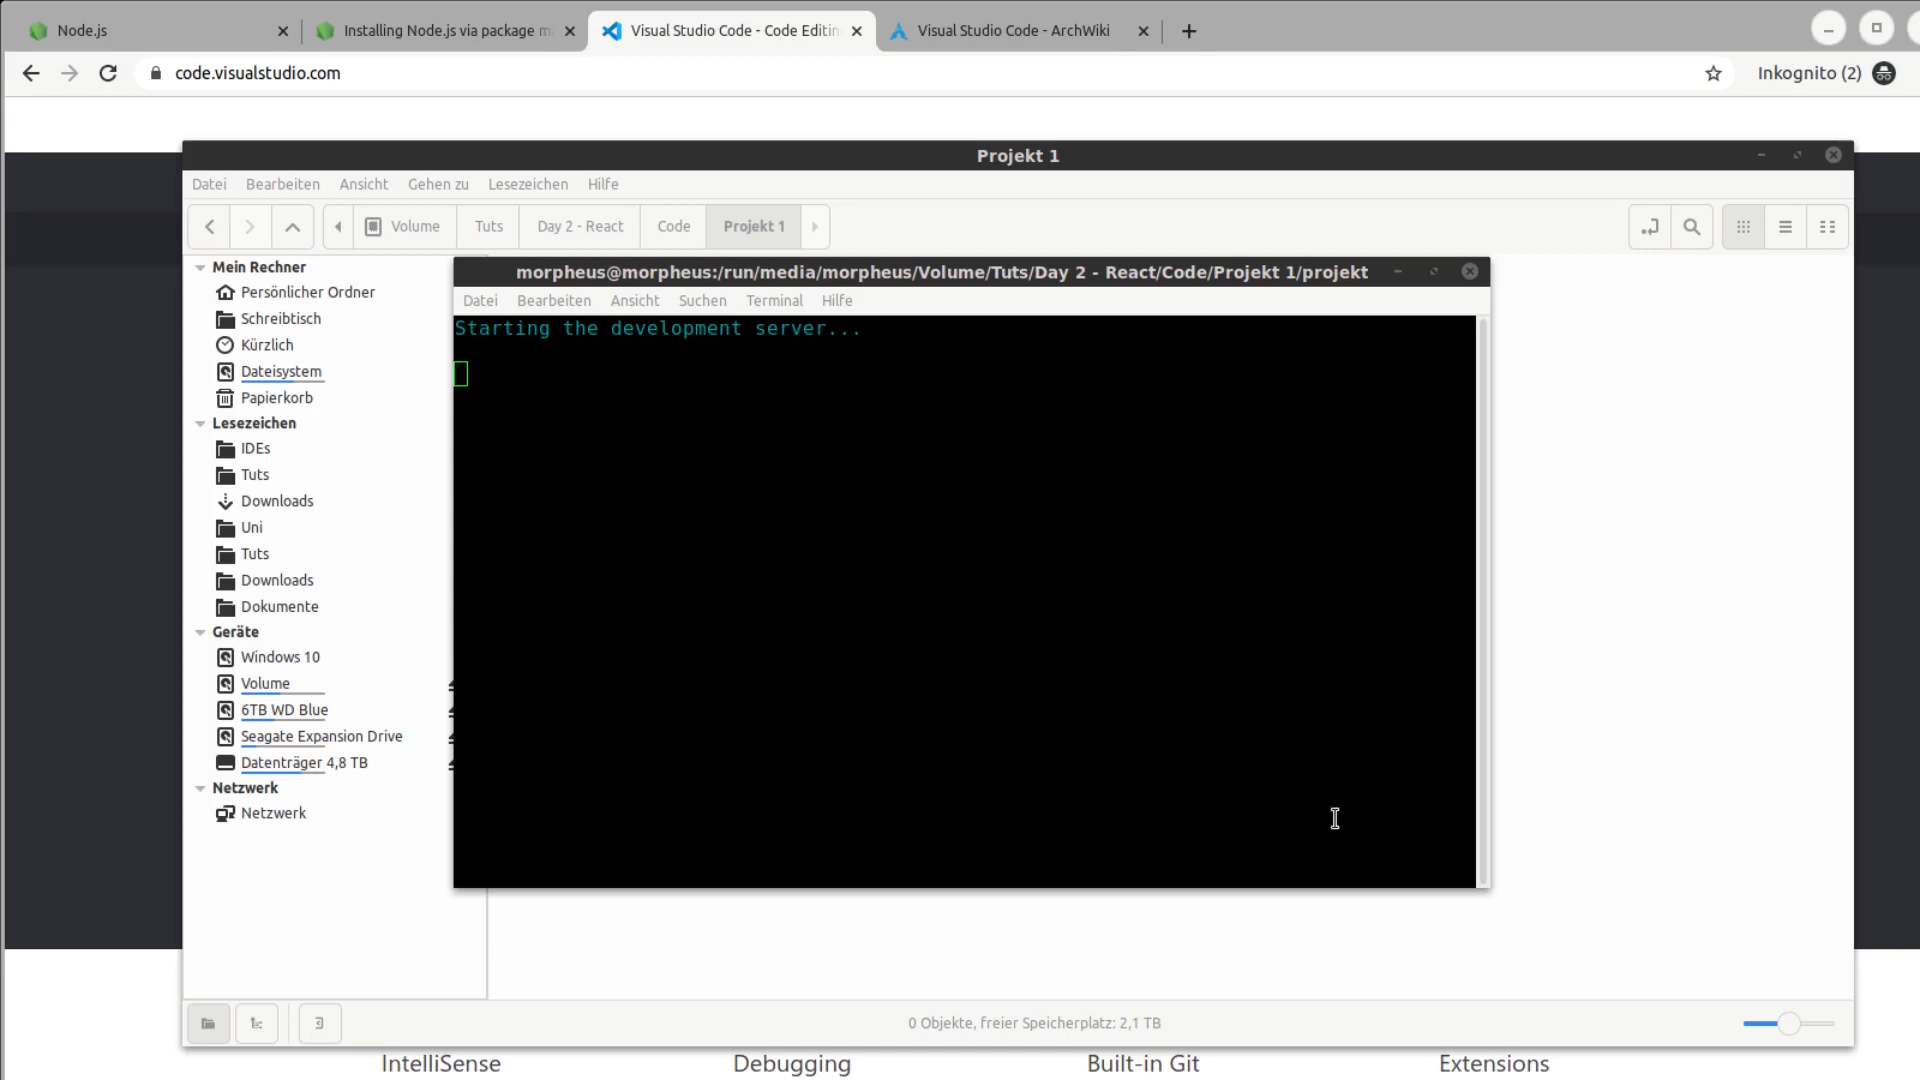 Node.js
Installing Node.js via package m
Visual Studio Code - Code Editin
Visual Studio Code - ArchWiki
code.visualstudio.com
Inkognito (2)
Projekt 1
Datei Bearbeiten Ansicht Gehen zu Lesezeichen Hilfe
Volume Tuts Day 2 - React Code Projekt 1
Mein Rechner
Persönlicher Ordner
Schreibtisch
Kürzlich
Dateisystem
Papierkorb
Lesezeichen
IDEs
Tuts
Downloads
Uni
Tuts
Downloads
Dokumente
Geräte
Windows 10
Volume
6TB WD Blue
Seagate Expansion Drive
Datenträger 4,8 TB
Netzwerk
Netzwerk
morpheus@morpheus:/run/media/morpheus/Volume/Tuts/Day 2 - React/Code/Projekt 1/projekt
Datei Bearbeiten Ansicht Suchen Terminal Hilfe
Starting the development server...
0 Objekte, freier Speicherplatz: 2,1 TB
IntelliSense Debugging Built-in Git Extensions